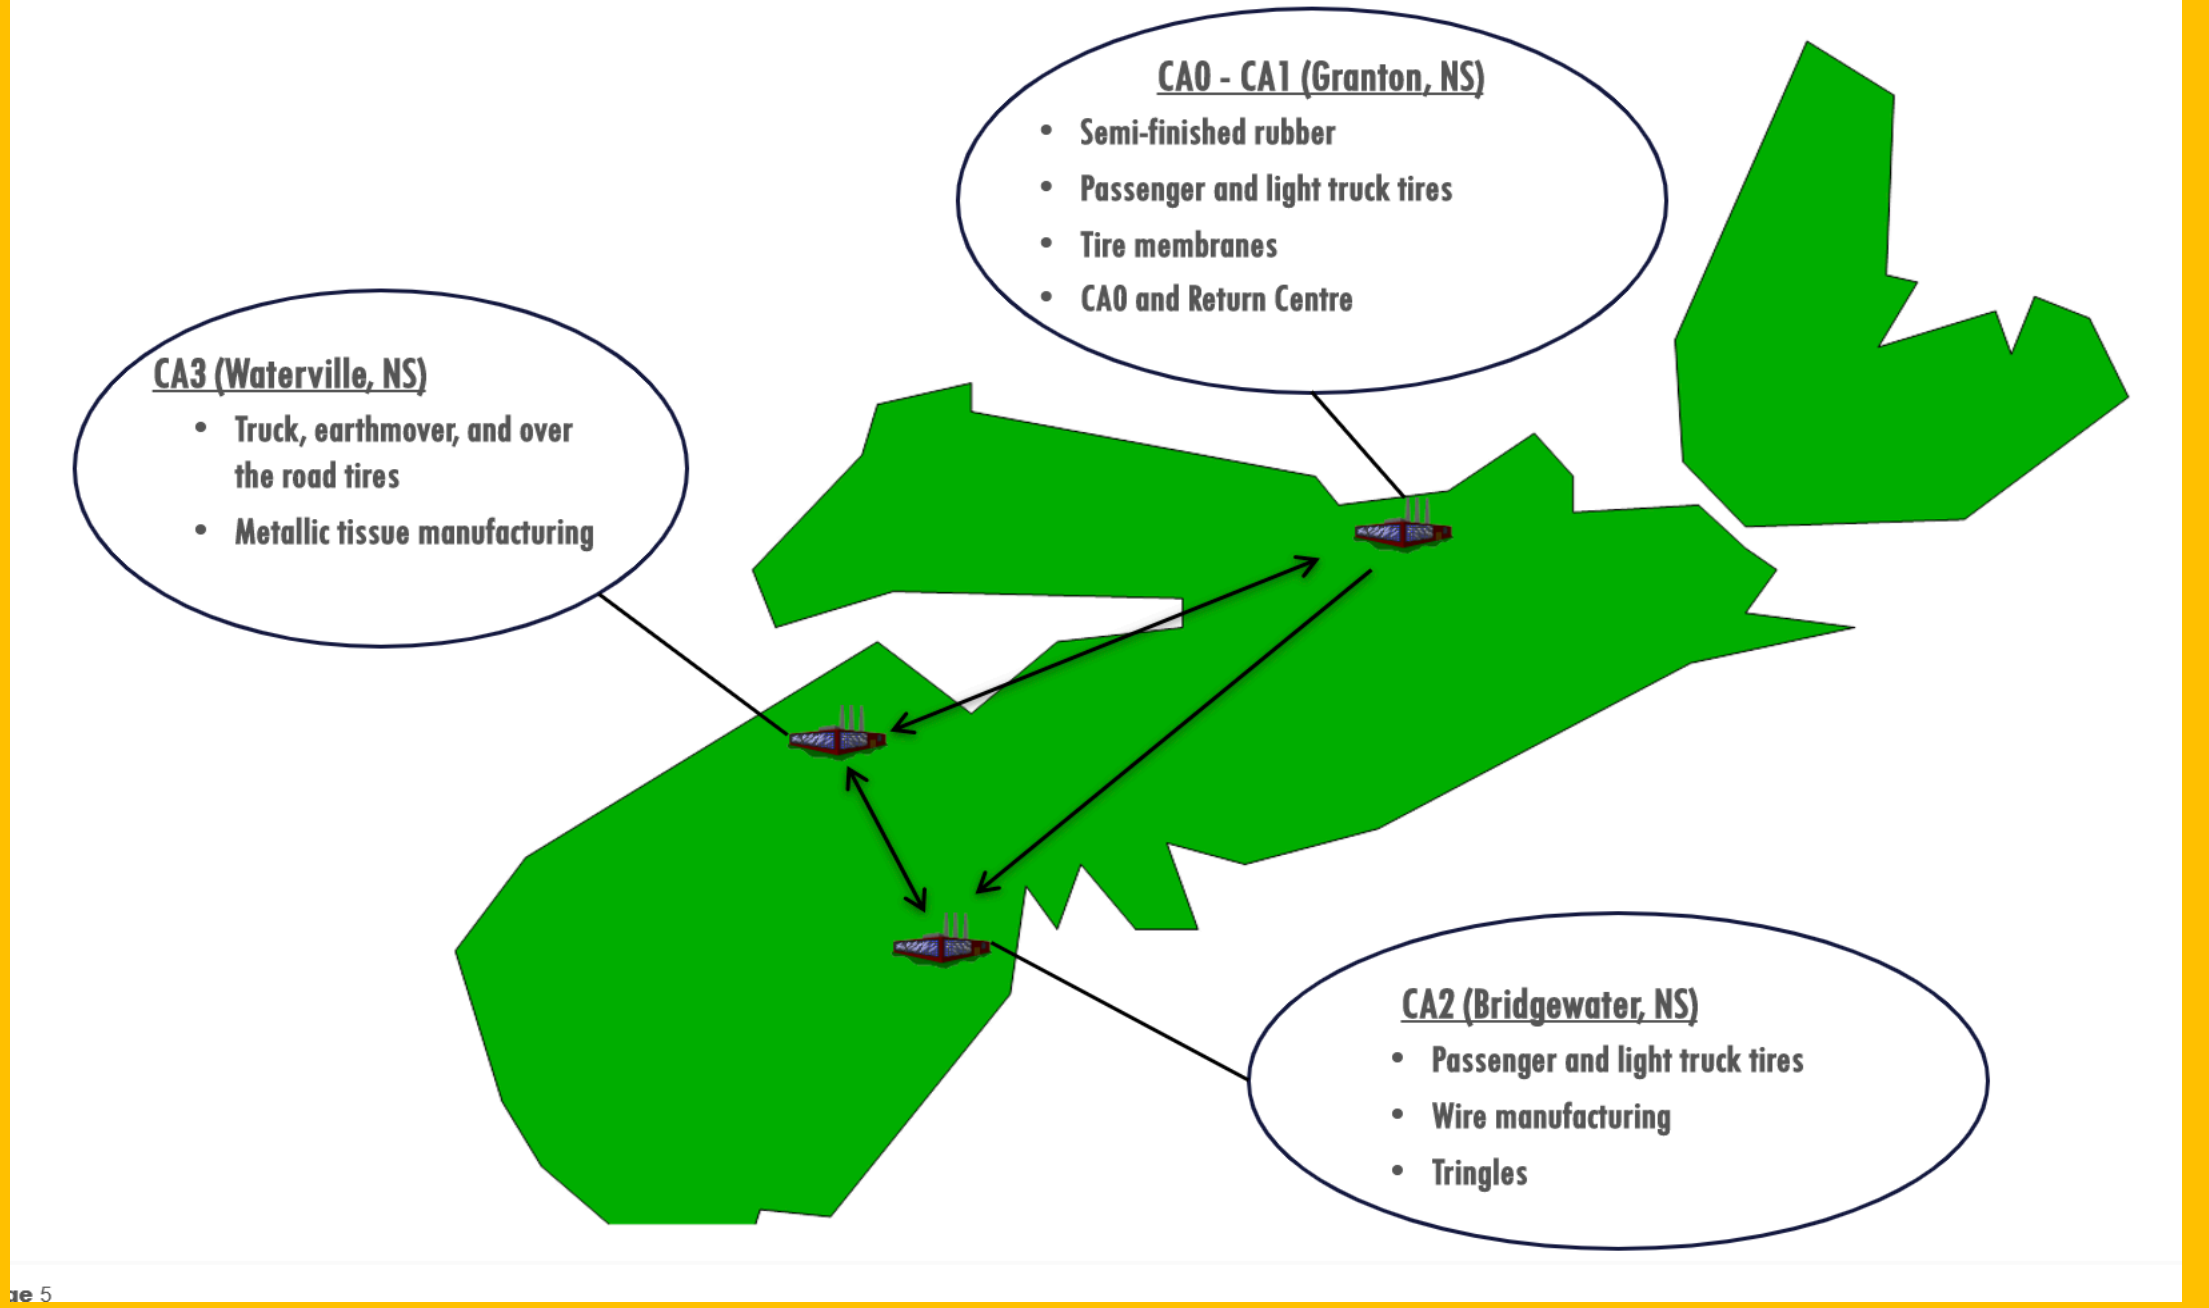 CA0 - CA1 (Granton, NS)
• Semi-finished rubber
• Passenger and light truck tires
• Tire membranes
• CA0 and Return Centre
CA3 (Waterville, NS)
• Truck, earthmover, and over
the road tires
• Metallic tissue manufacturing
CA2 (Bridgewater, NS)
• Passenger and light truck tires
• Wire manufacturing
• Tringles
5